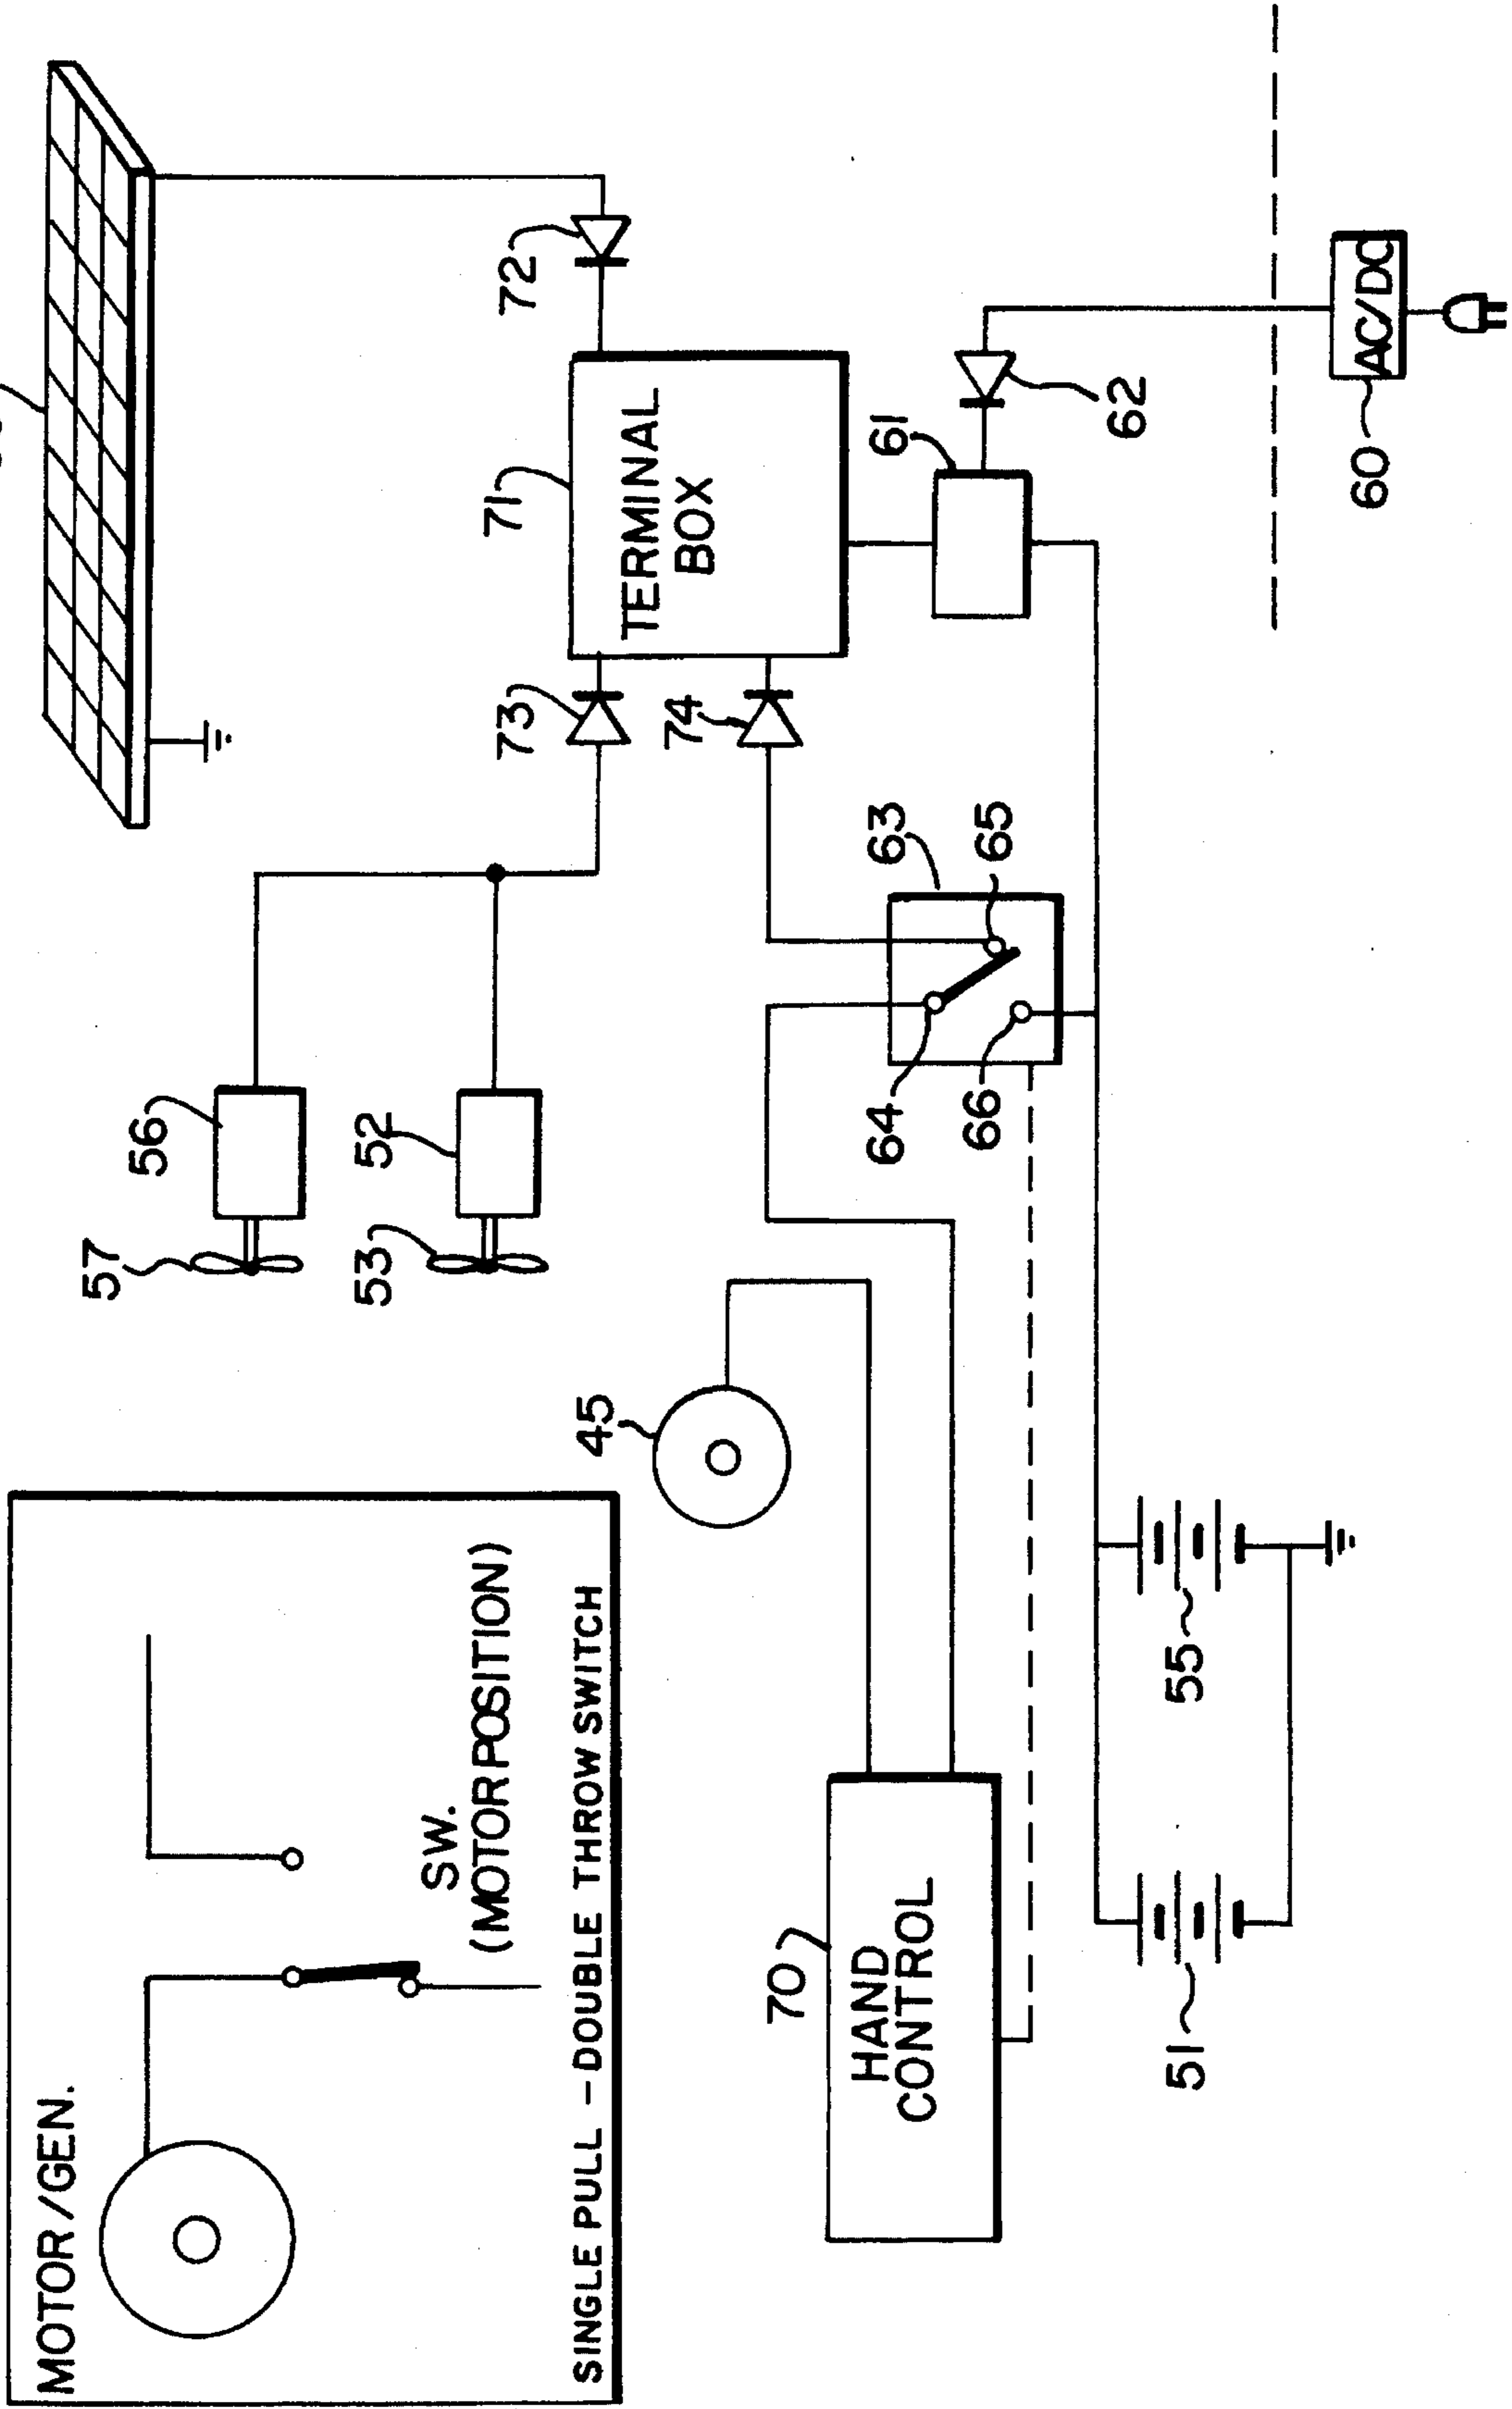 MOTOR/GEN.
57
56
53
52
SW.
(MOTOR POSITION)
SINGLE PULL – DOUBLE THROW SWITCH
73
71
72
45
TERMINAL
BOX
74
70
HAND
CONTROL
64
63
61
66
65
62
51
55
60
AC/DC